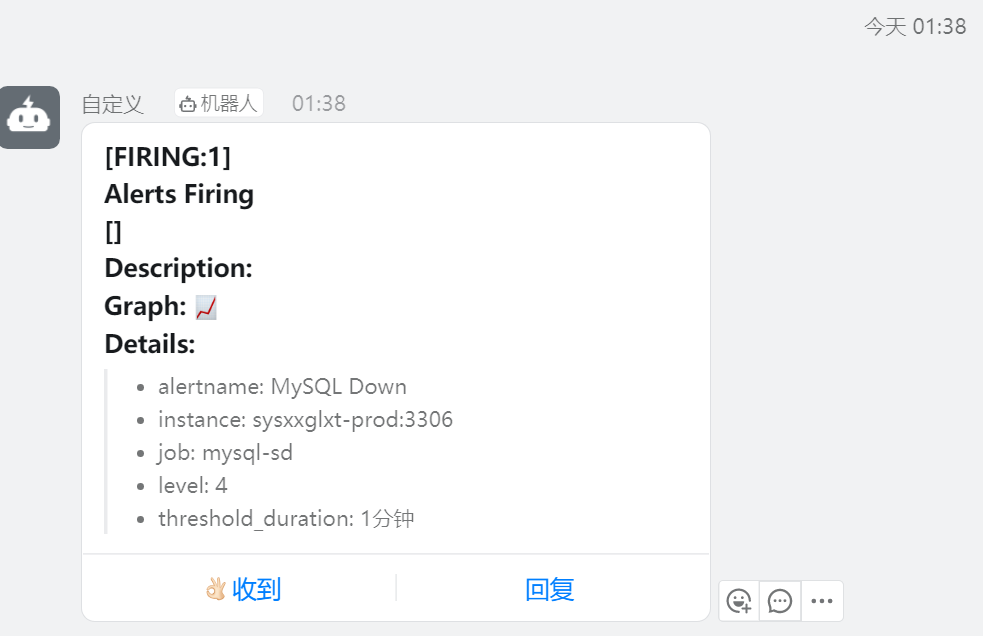 今天 01:38
自定义 机器人 01:38
[FIRING:1]
Alerts Firing
[]
Description:
Graph: 📈
Details:
• alertname: MySQL Down
• instance: sysxxglxt-prod:3306
• job: mysql-sd
• level: 4
• threshold_duration: 1分钟
👌🏻收到 回复